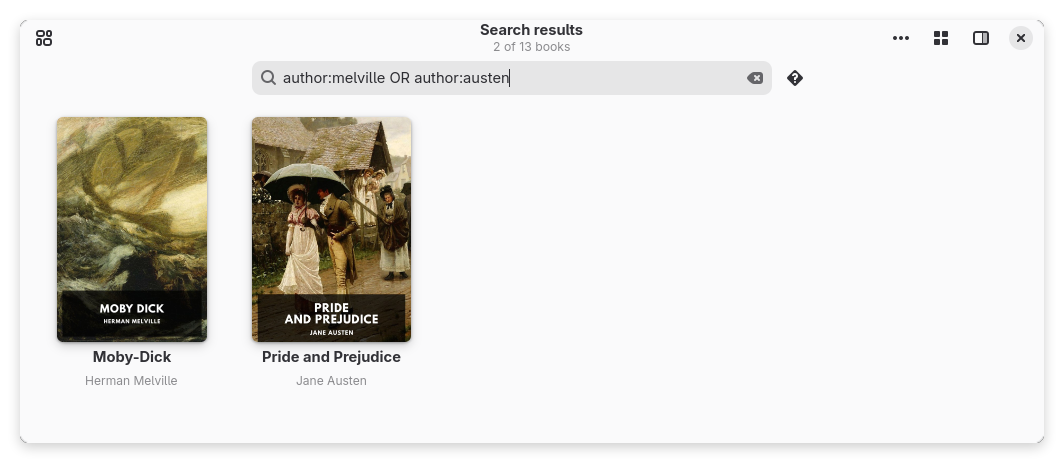 Search results
2 of 13 books
author:melville OR author:austen
MOBY DICK
HERMAN MELVILLE
PRIDE
AND PREJUDICE
JANE AUSTEN
Moby-Dick
Pride and Prejudice
Herman Melville
Jane Austen